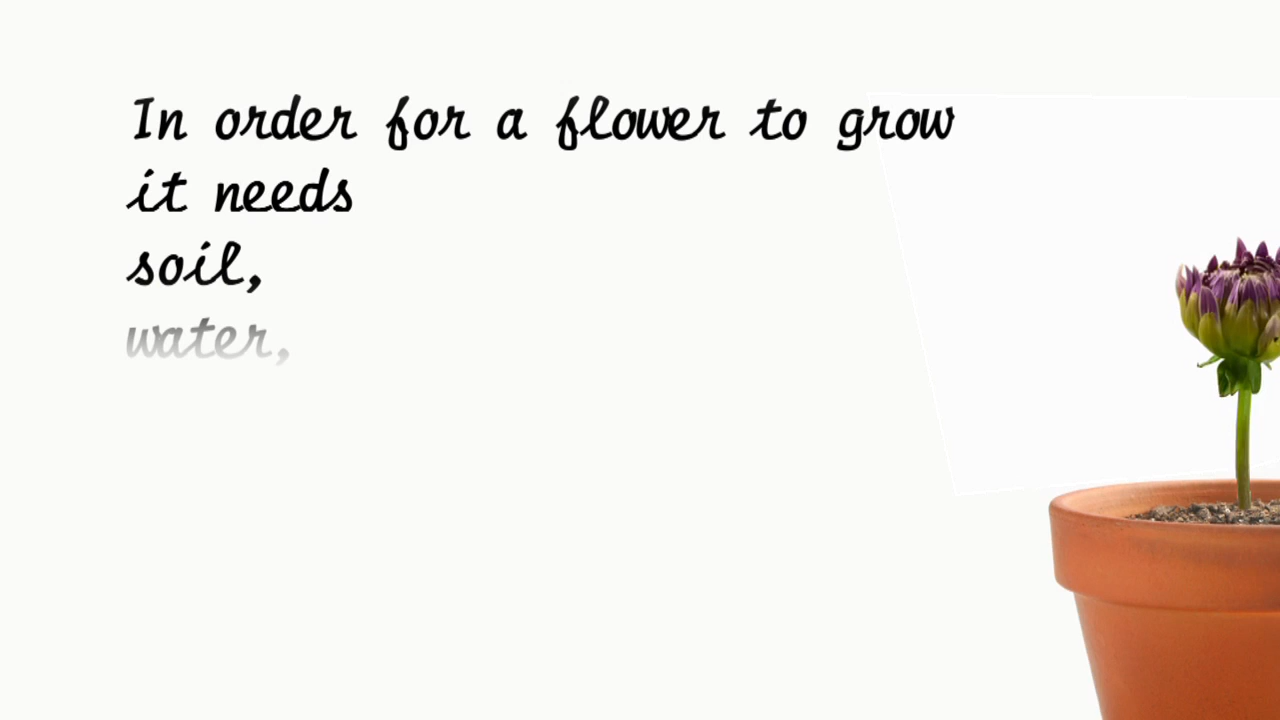 In order for a flower to grow
it needs
soil,
water,